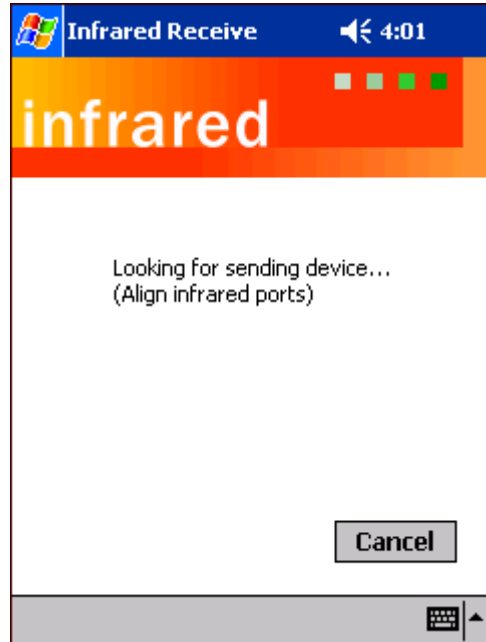 Infrared Receive 4:01
infrared
Looking for sending device...
(Align infrared ports)
Cancel